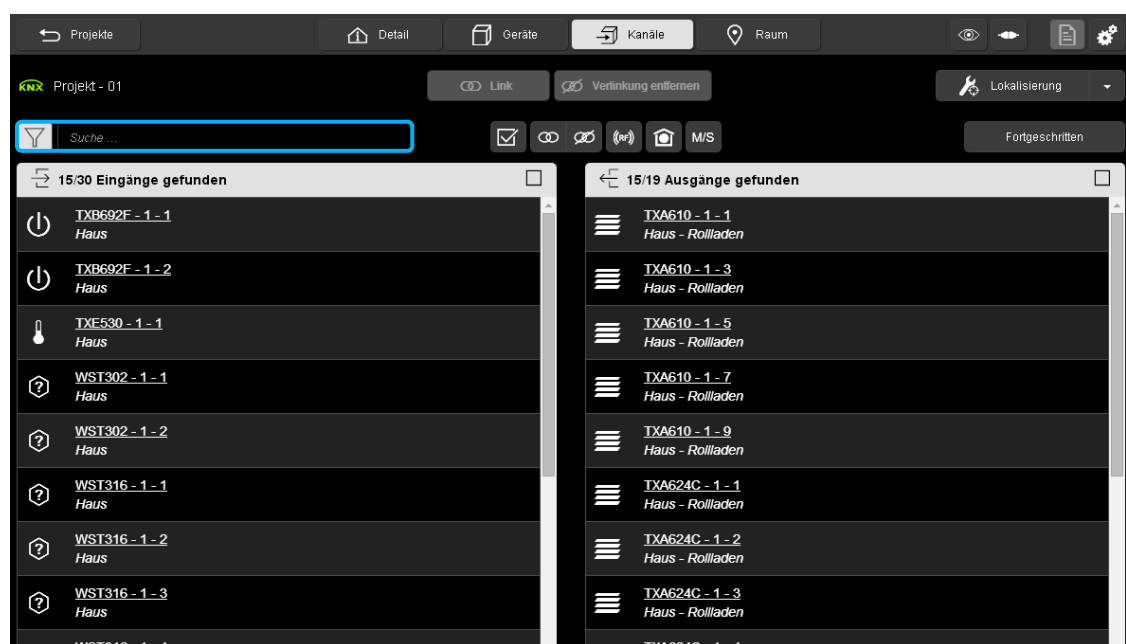 Projekte
Detail
Geräte
Kanäle
Raum
KNX Projekt - 01
Link
Verlinkung entfernen
Lokalisierung
Suche ...
RF
M/S
Fortgeschritten
15/30 Eingänge gefunden
TXB692F - 1 - 1
Haus
TXB692F - 1 - 2
Haus
TXE530 - 1 - 1
Haus
WST302 - 1 - 1
Haus
WST302 - 1 - 2
Haus
WST316 - 1 - 1
Haus
WST316 - 1 - 2
Haus
WST316 - 1 - 3
Haus
15/19 Ausgänge gefunden
TXA610 - 1 - 1
Haus - Rollladen
TXA610 - 1 - 3
Haus - Rollladen
TXA610 - 1 - 5
Haus - Rollladen
TXA610 - 1 - 7
Haus - Rollladen
TXA610 - 1 - 9
Haus - Rollladen
TXA624C - 1 - 1
Haus - Rollladen
TXA624C - 1 - 2
Haus - Rollladen
TXA624C - 1 - 3
Haus - Rollladen